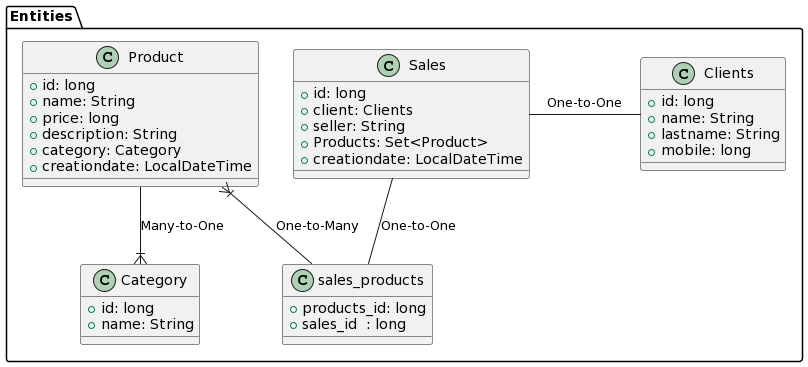 Entities
C Product
id: long
name: String
price: long
description: String
category: Category
creationdate: LocalDateTime
C Sales
id: long
client: Clients
seller: String
Products: Set<Product>
creationdate: LocalDateTime
One-to-One
C Clients
id: long
name: String
lastname: String
mobile: long
Many-to-One
One-to-Many
One-to-One
C Category
id: long
name: String
C sales_products
products_id: long
sales_id : long